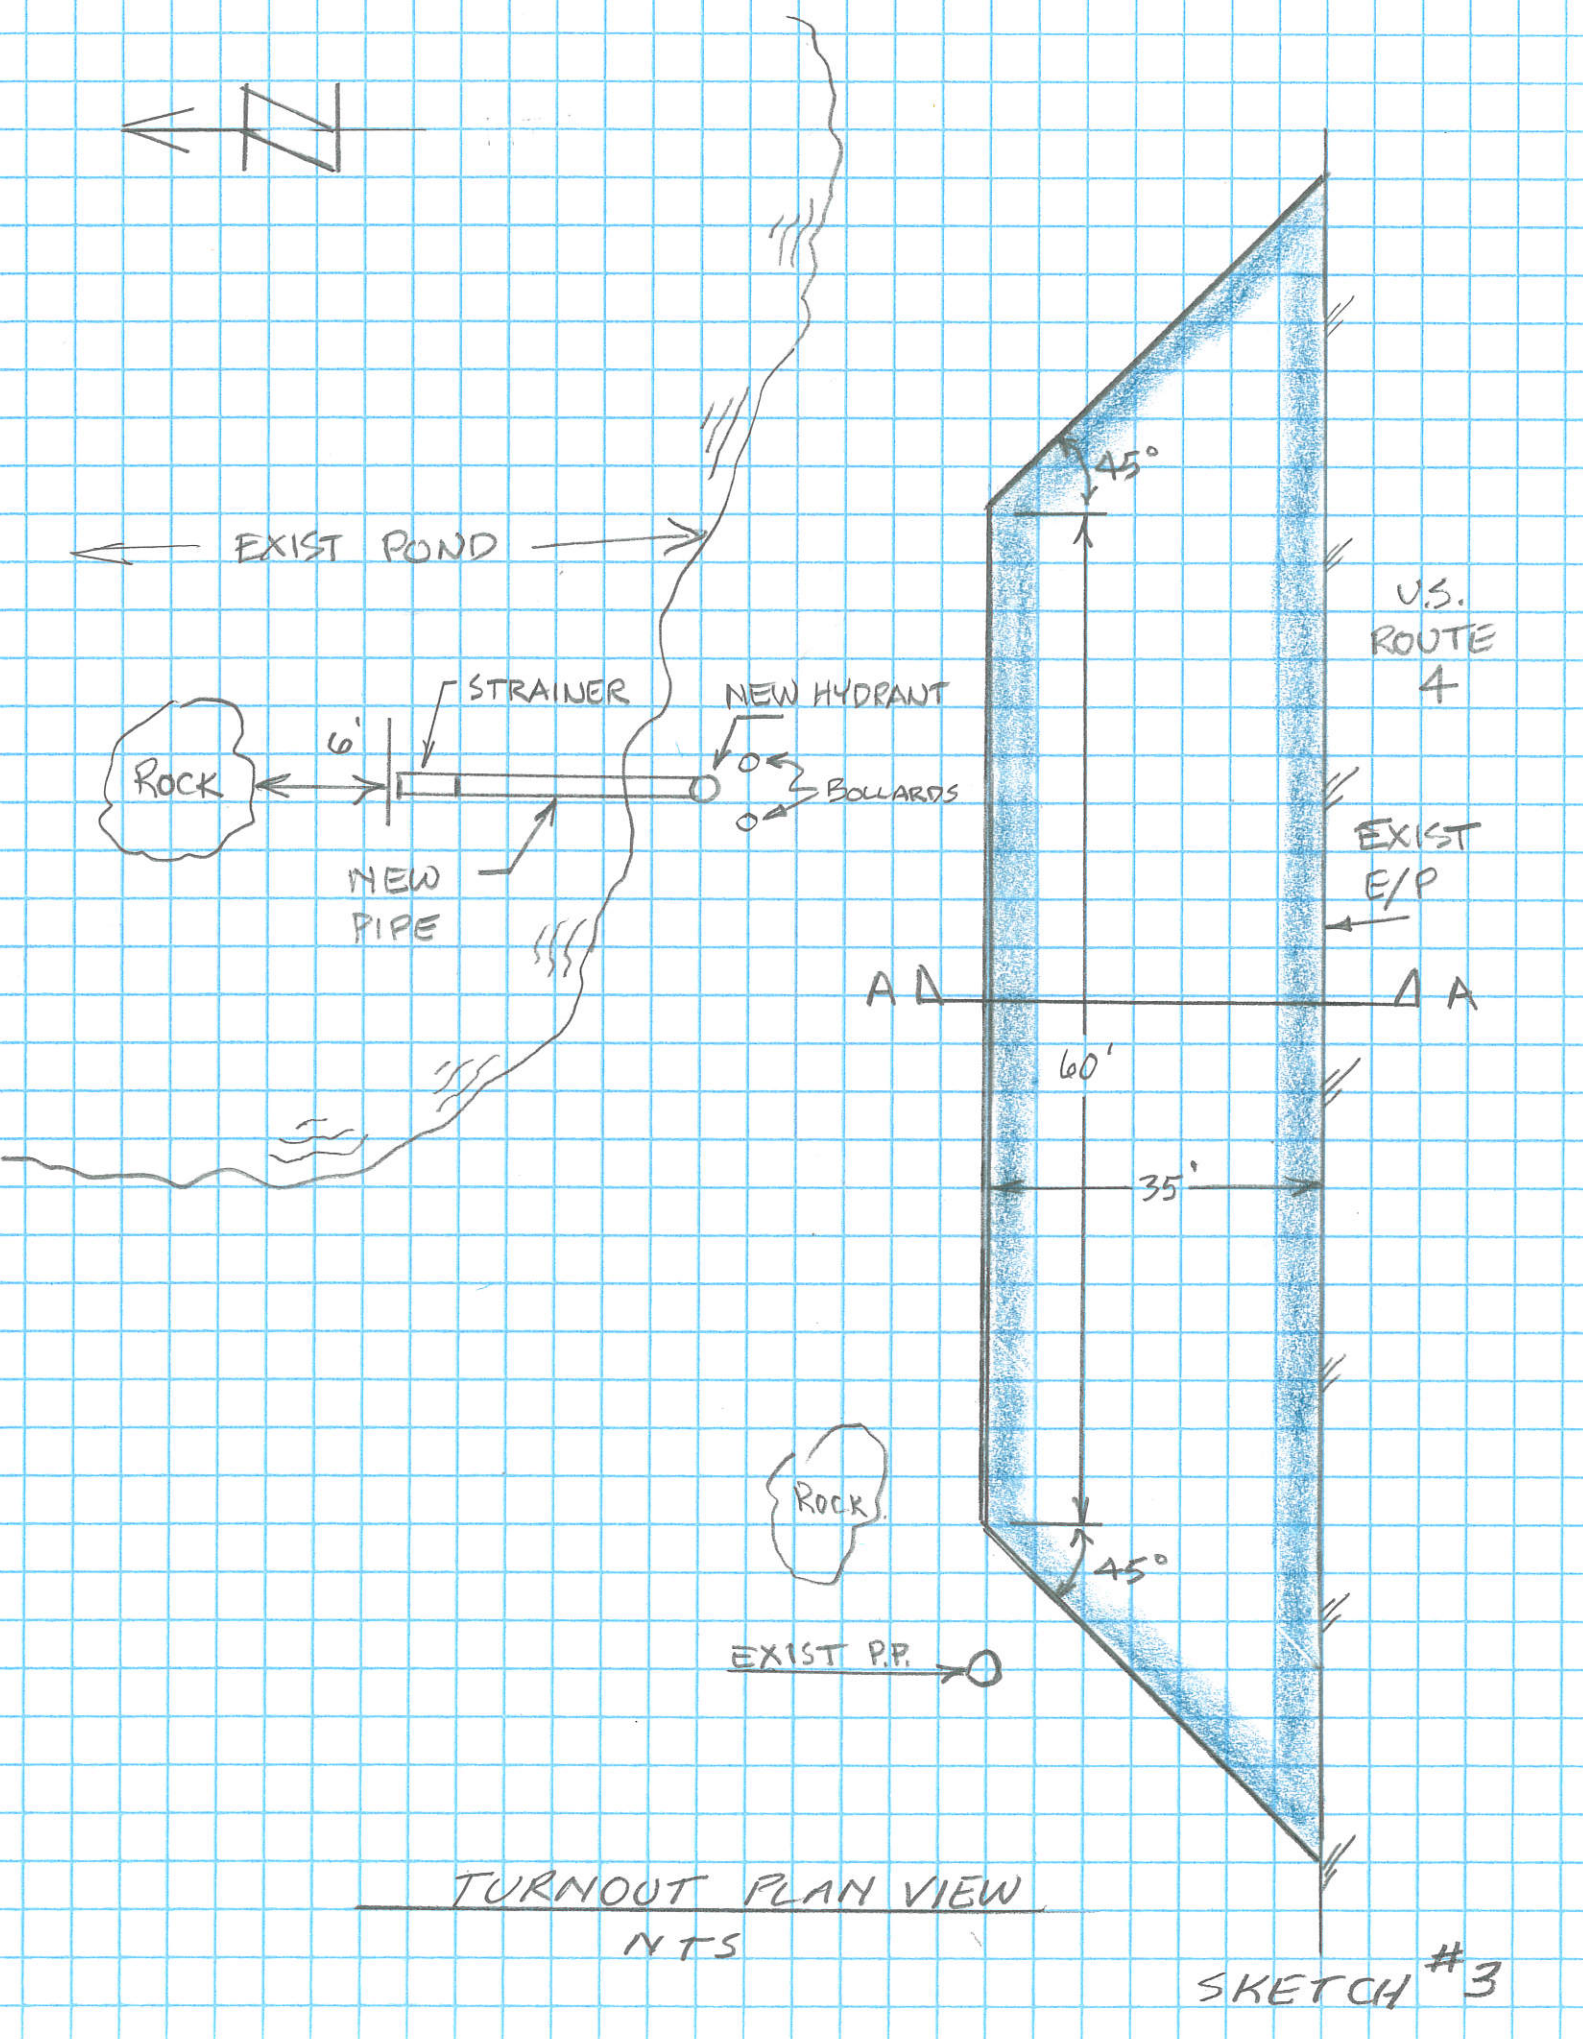 N
45°
EXIST POND
U.S.
ROUTE
4
STRAINER
NEW HYDRANT
6'
ROCK
BOLLARDS
EXIST
E/P
NEW
PIPE
A
A
60'
35'
ROCK
45°
EXIST P.P.
TURNOUT PLAN VIEW
NTS
SKETCH #3